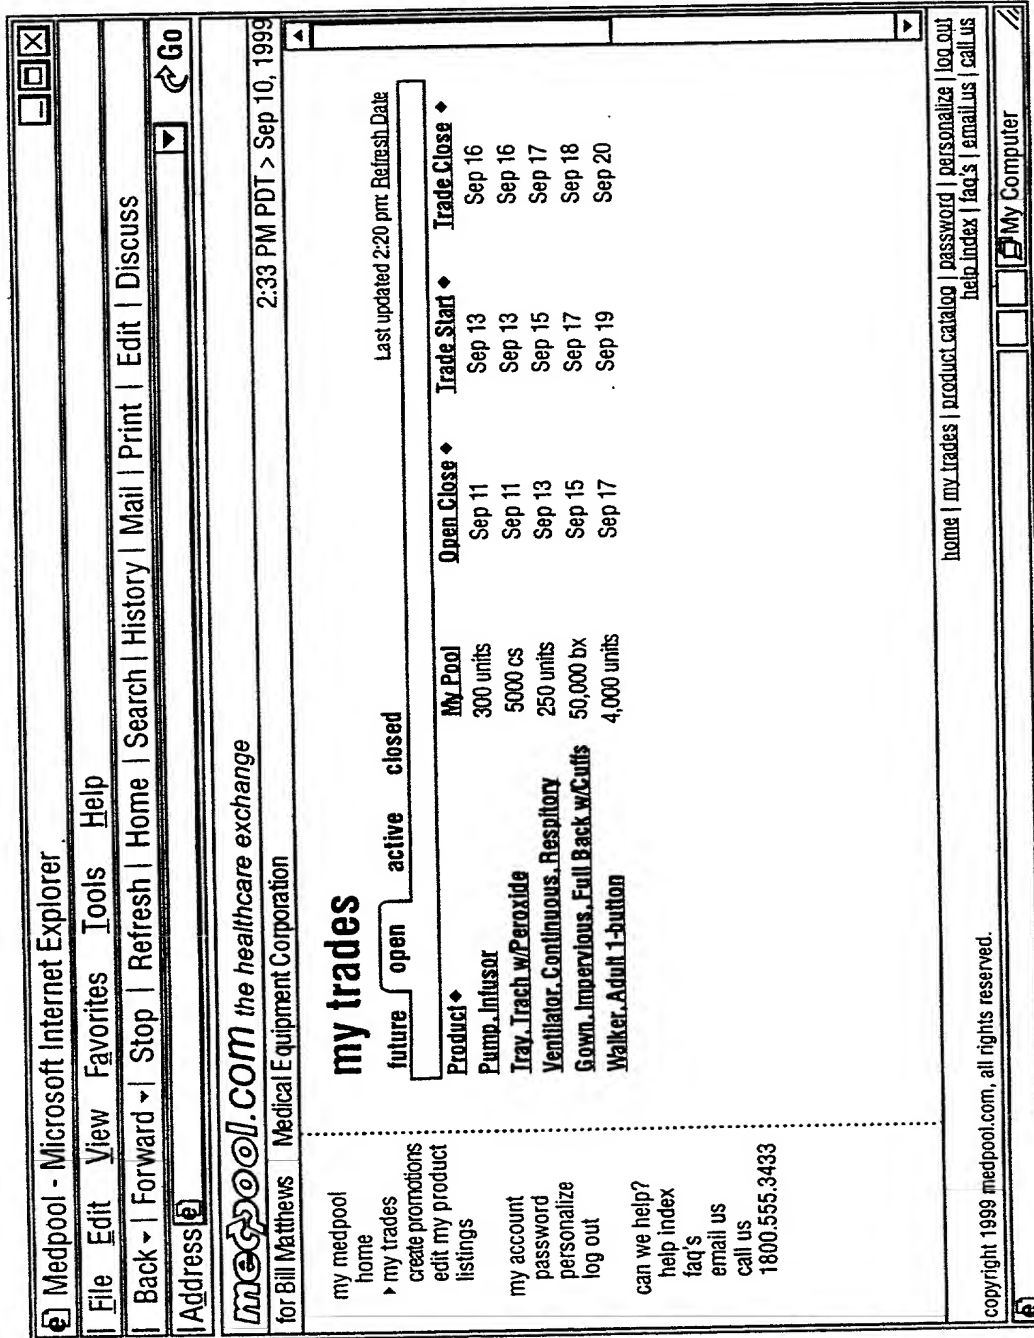 Medpool - Microsoft Internet Explorer
File Edit View Favorites Tools Help
Back | Forward | Stop | Refresh | Home | Search | History | Mail | Print | Edit | Discuss
Address Go
medpool.com the healthcare exchange 2:33 PM PDT > Sep 10, 1999
for Bill Matthews Medical Equipment Corporation
my medpool
home
my trades
create promotions
edit my product
listings
my account
password
personalize
log out
can we help?
help index
faq's
email us
call us
1800.555.3433
my trades
Last updated 2:20 pm: Refresh Date
future open active closed
Product My Pool Open Close Trade Start Trade Close
Pump, Infusor 300 units Sep 11 Sep 13 Sep 16
Tray, Trach w/Peroxide 5000 cs Sep 11 Sep 13 Sep 16
Ventilator, Continuous, Respitory 250 units Sep 13 Sep 15 Sep 17
Gown, Impervious, Full Back w/Cuffs 50,000 bx Sep 15 Sep 17 Sep 18
Walker, Adult 1-button 4,000 units Sep 17 Sep 19 Sep 20
home | my trades | product catalog | password | personalize | log out
help index | faq's | email us | call us
copyright 1999 medpool.com, all rights reserved.
My Computer